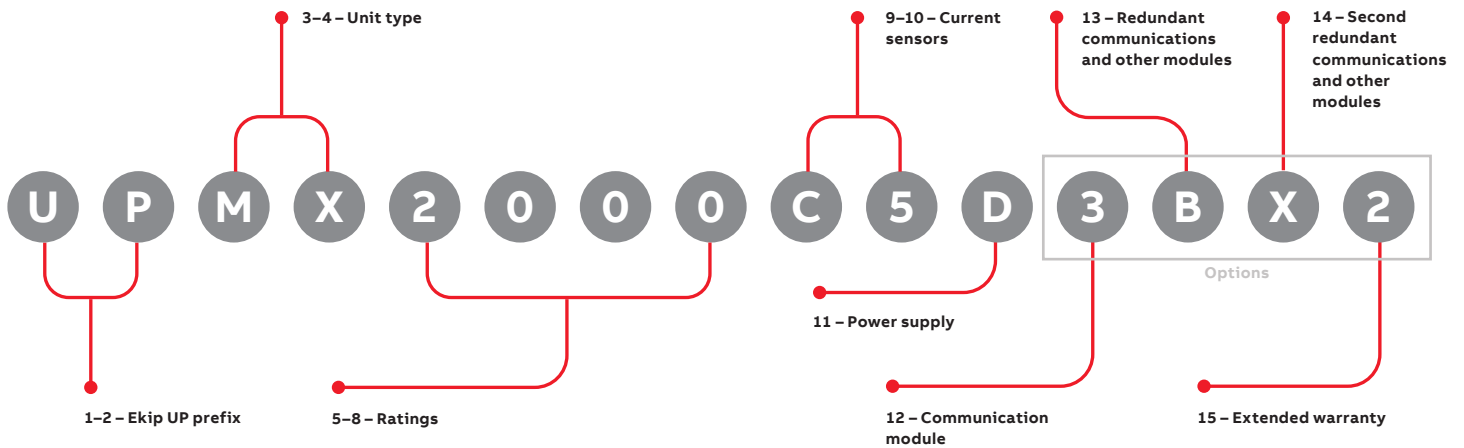 3–4 – Unit type
9–10 – Current
sensors
13 – Redundant
communications
and other modules
14 – Second
redundant
communications
and other
modules
U P M X 2 0 0 0 C 5 D 3 B X 2
Options
11 – Power supply
1–2 – Ekip UP prefix
5–8 – Ratings
12 – Communication
module
15 – Extended warranty